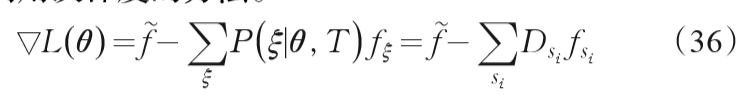 ▽L(θ)=f̃-∑_ξ P(ξ|θ, T)f_ξ=f̃-∑_{s_i} D_{s_i} f_{s_i} (36)